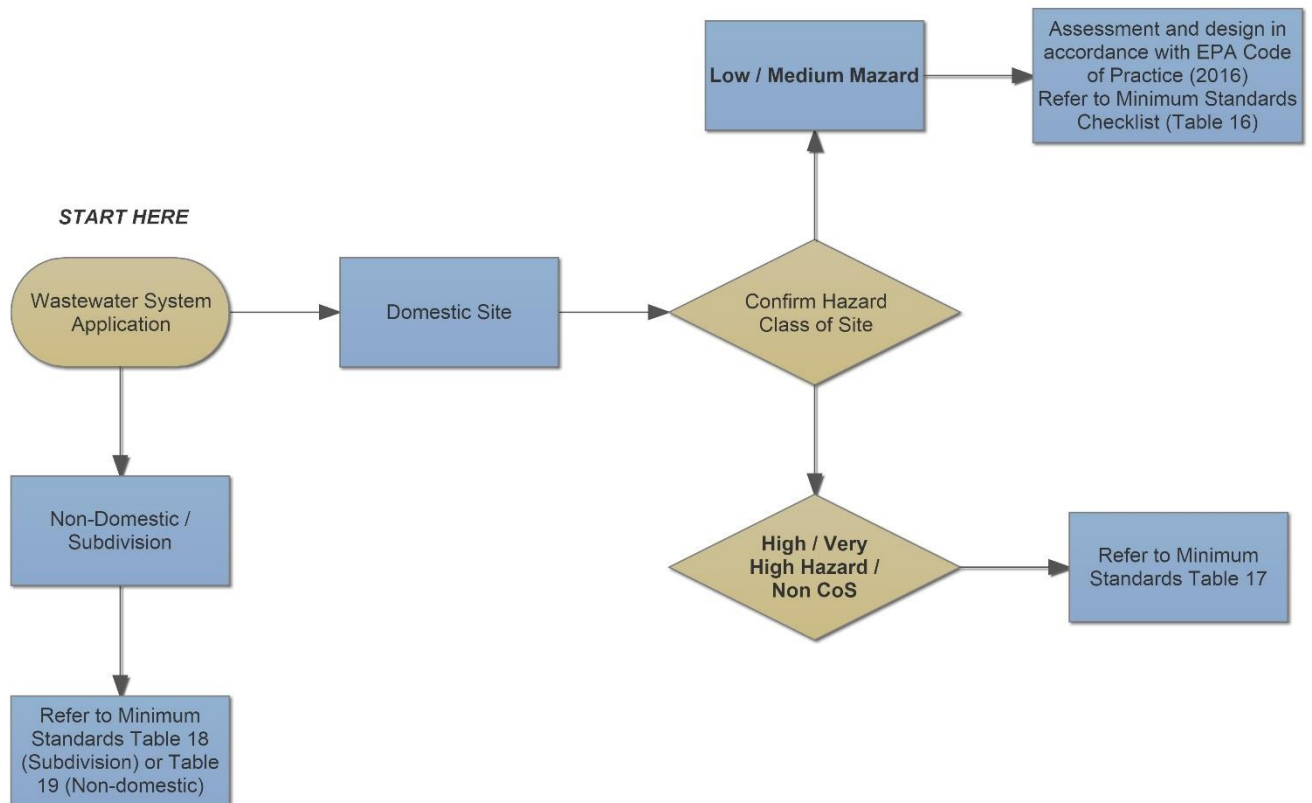 Low / Medium Mazard
Assessment and design in
accordance with EPA Code
of Practice (2016)
Refer to Minimum Standards
Checklist (Table 16)
START HERE
Wastewater System
Application
Domestic Site
Confirm Hazard
Class of Site
Non-Domestic /
Subdivision
High / Very
High Hazard /
Non CoS
Refer to Minimum
Standards Table 17
Refer to Minimum
Standards Table 18
(Subdivision) or Table
19 (Non-domestic)